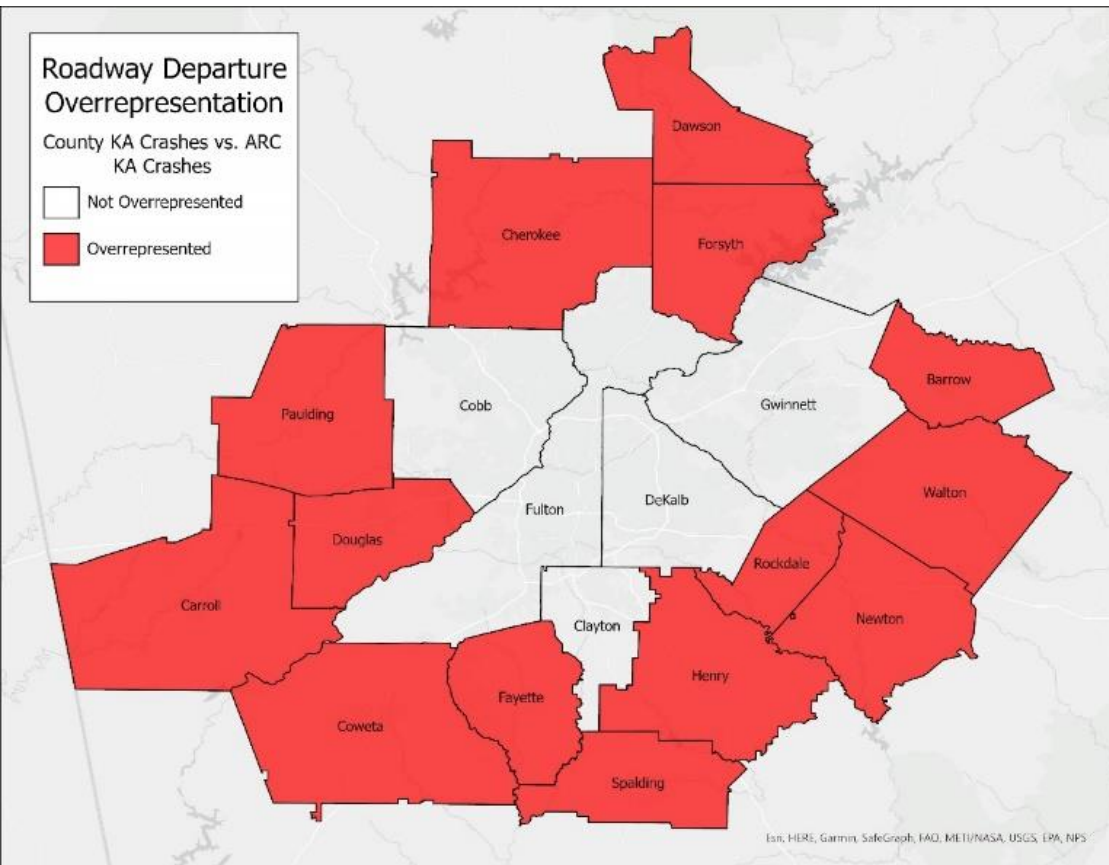 Roadway Departure
Overrepresentation
County KA Crashes vs. ARC
KA Crashes
Not Overrepresented
Overrepresented
Dawson
Cherokee
Forsyth
Barrow
Paulding
Cobb
Gwinnett
Walton
Fulton
DeKalb
Douglas
Rockdale
Carroll
Newton
Clayton
Henry
Fayette
Coweta
Spalding
Esri, HERE, Garmin, SafeGraph, FAO, METI/NASA, USGS, EPA, NPS